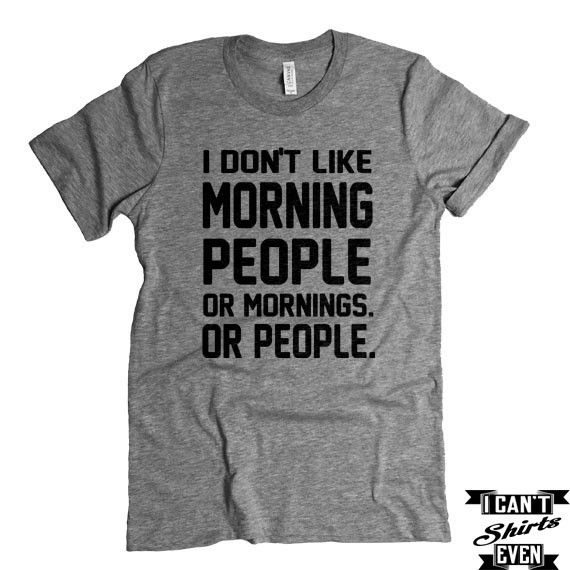 I DON'T LIKE
MORNING
PEOPLE
OR MORNINGS.
OR PEOPLE.
I CAN'T
Shirts
EVEN